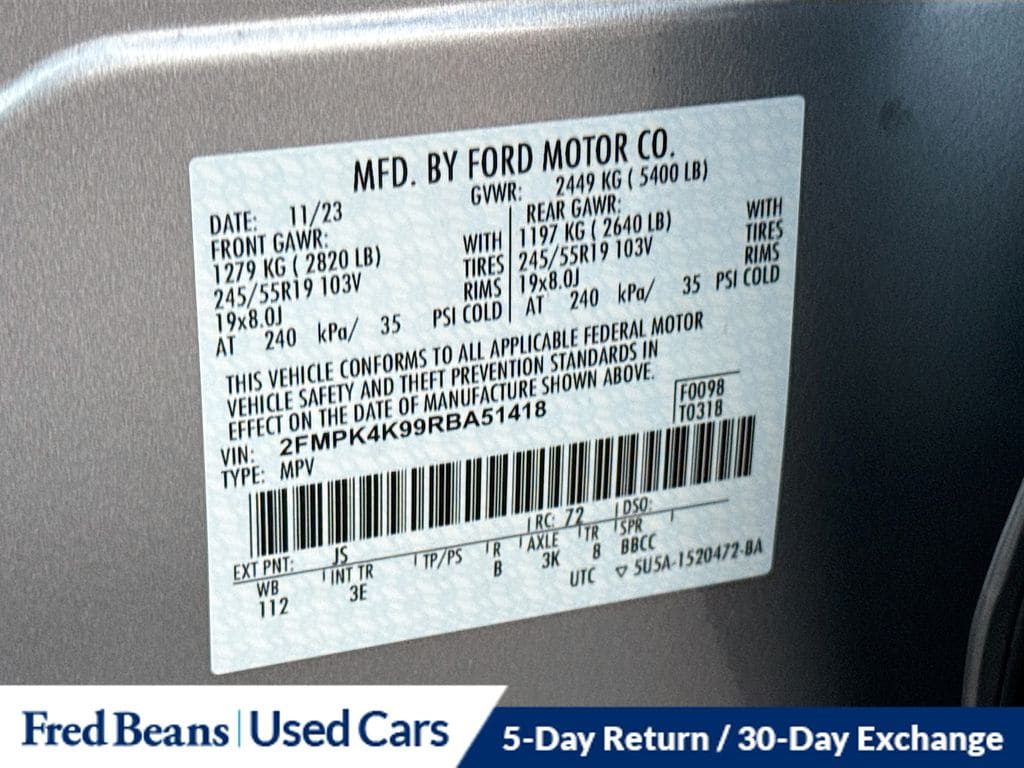 MFD. BY FORD MOTOR CO.
DATE: 11/23 GVWR: 2449 KG ( 5400 LB)
FRONT GAWR: REAR GAWR:
1279 KG ( 2820 LB) WITH 1197 KG ( 2640 LB) WITH
245/55R19 103V TIRES 245/55R19 103V TIRES
19x8.0J RIMS 19x8.0J RIMS
AT 240 kPa/ 35 PSI COLD AT 240 kPa/ 35 PSI COLD
THIS VEHICLE CONFORMS TO ALL APPLICABLE FEDERAL MOTOR
VEHICLE SAFETY AND THEFT PREVENTION STANDARDS IN
EFFECT ON THE DATE OF MANUFACTURE SHOWN ABOVE.
VIN: 2FMPK4K99RBA51418 F0098
TYPE: MPV T0318
EXT PNT: JS RC: 72 DSO:
WB INT TR TP/PS R AXLE TR SPR
112 3E B 3K 8 BBCC
UTC ▽ 5U5A-1520472-BA
Fred Beans | Used Cars 5-Day Return / 30-Day Exchange